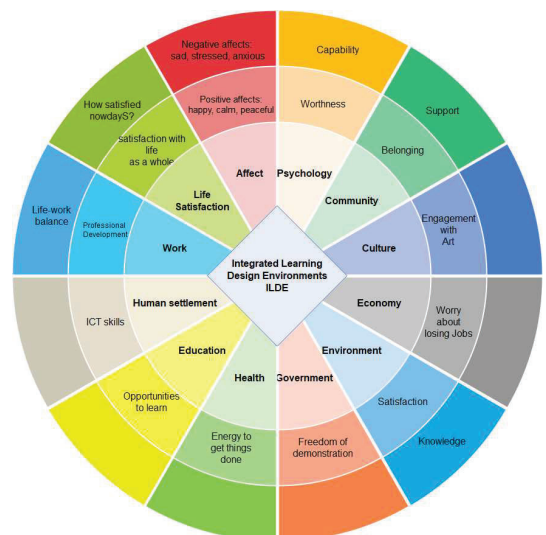 Negative affects:
sad, stressed, anxious
Capability
How satisfied
nowdayS?
Positive affects:
happy, calm, peaceful
Worthness
Support
satisfaction with
life
as a whole
Belonging
Affect
Psychology
Life
Satisfaction
Community
Life-work
balance
Professional
Development
Work
Culture
Engagement
with
Art
Integrated Learning
Design Environments
ILDE
ICT skills
Human settlement
Economy
Worry
about
losing Jobs
Education
Environment
Health
Government
Opportunities
to learn
Satisfaction
Energy to
get things
done
Freedom of
demonstration
Knowledge